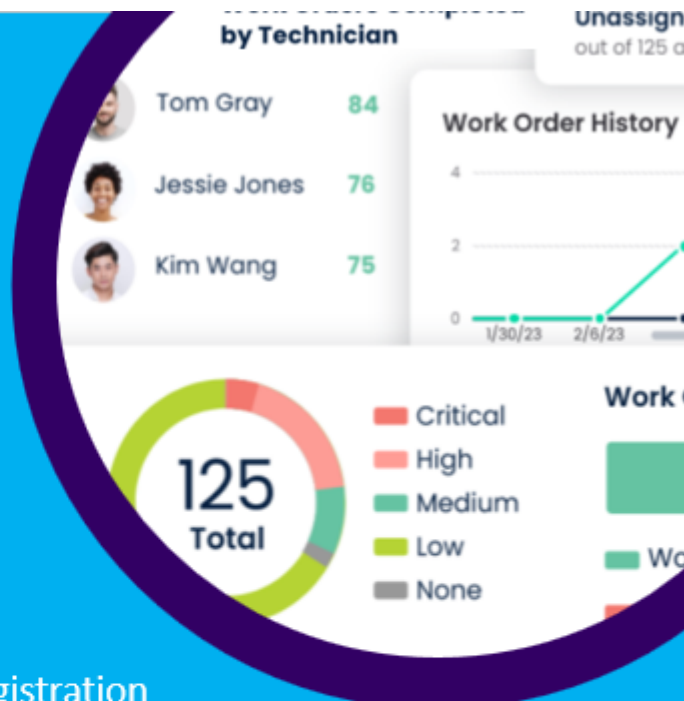 by Technician
Tom Gray 84
Jessie Jones 76
Kim Wang 75
out of 125
Work Order History
4
2
0
1/30/23 2/6/23
125
Total
Critical
High
Medium
Low
None
Work